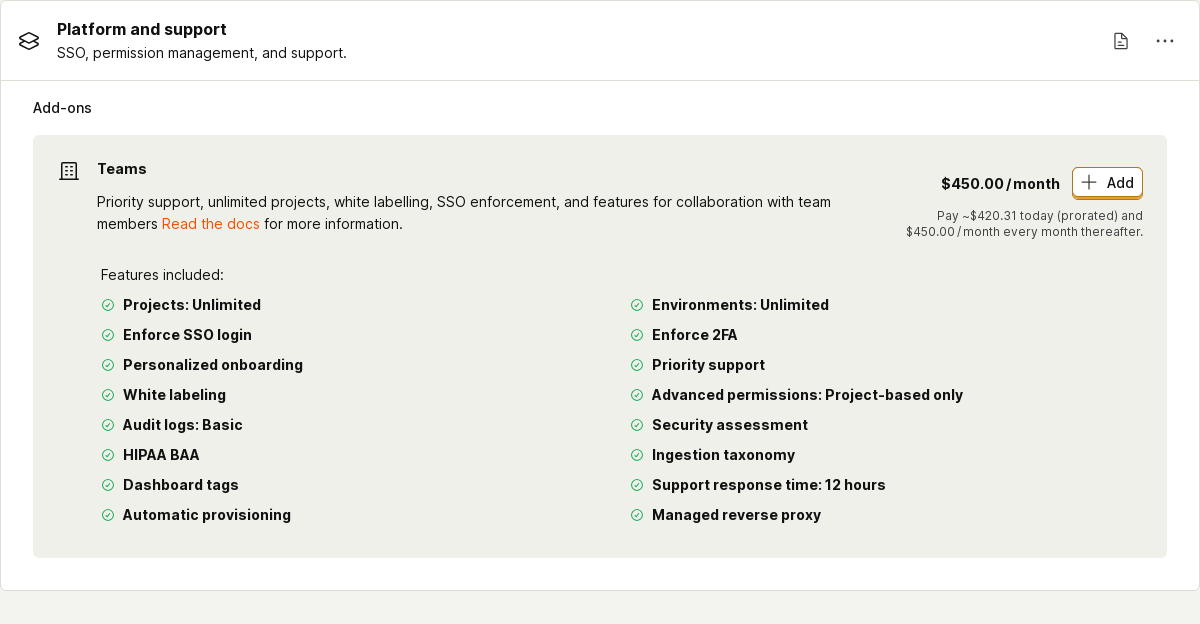 Platform and support
SSO, permission management, and support.
Add-ons
Teams
Priority support, unlimited projects, white labelling, SSO enforcement, and features for collaboration with team
members Read the docs for more information.
$450.00/month
Add
Pay ~$420.31 today (prorated) and
$450.00/month every month thereafter.
Features included:
Projects: Unlimited
Environments: Unlimited
Enforce SSO login
Enforce 2FA
Personalized onboarding
Priority support
White labeling
Advanced permissions: Project-based only
Audit logs: Basic
Security assessment
HIPAA BAA
Ingestion taxonomy
Dashboard tags
Support response time: 12 hours
Automatic provisioning
Managed reverse proxy